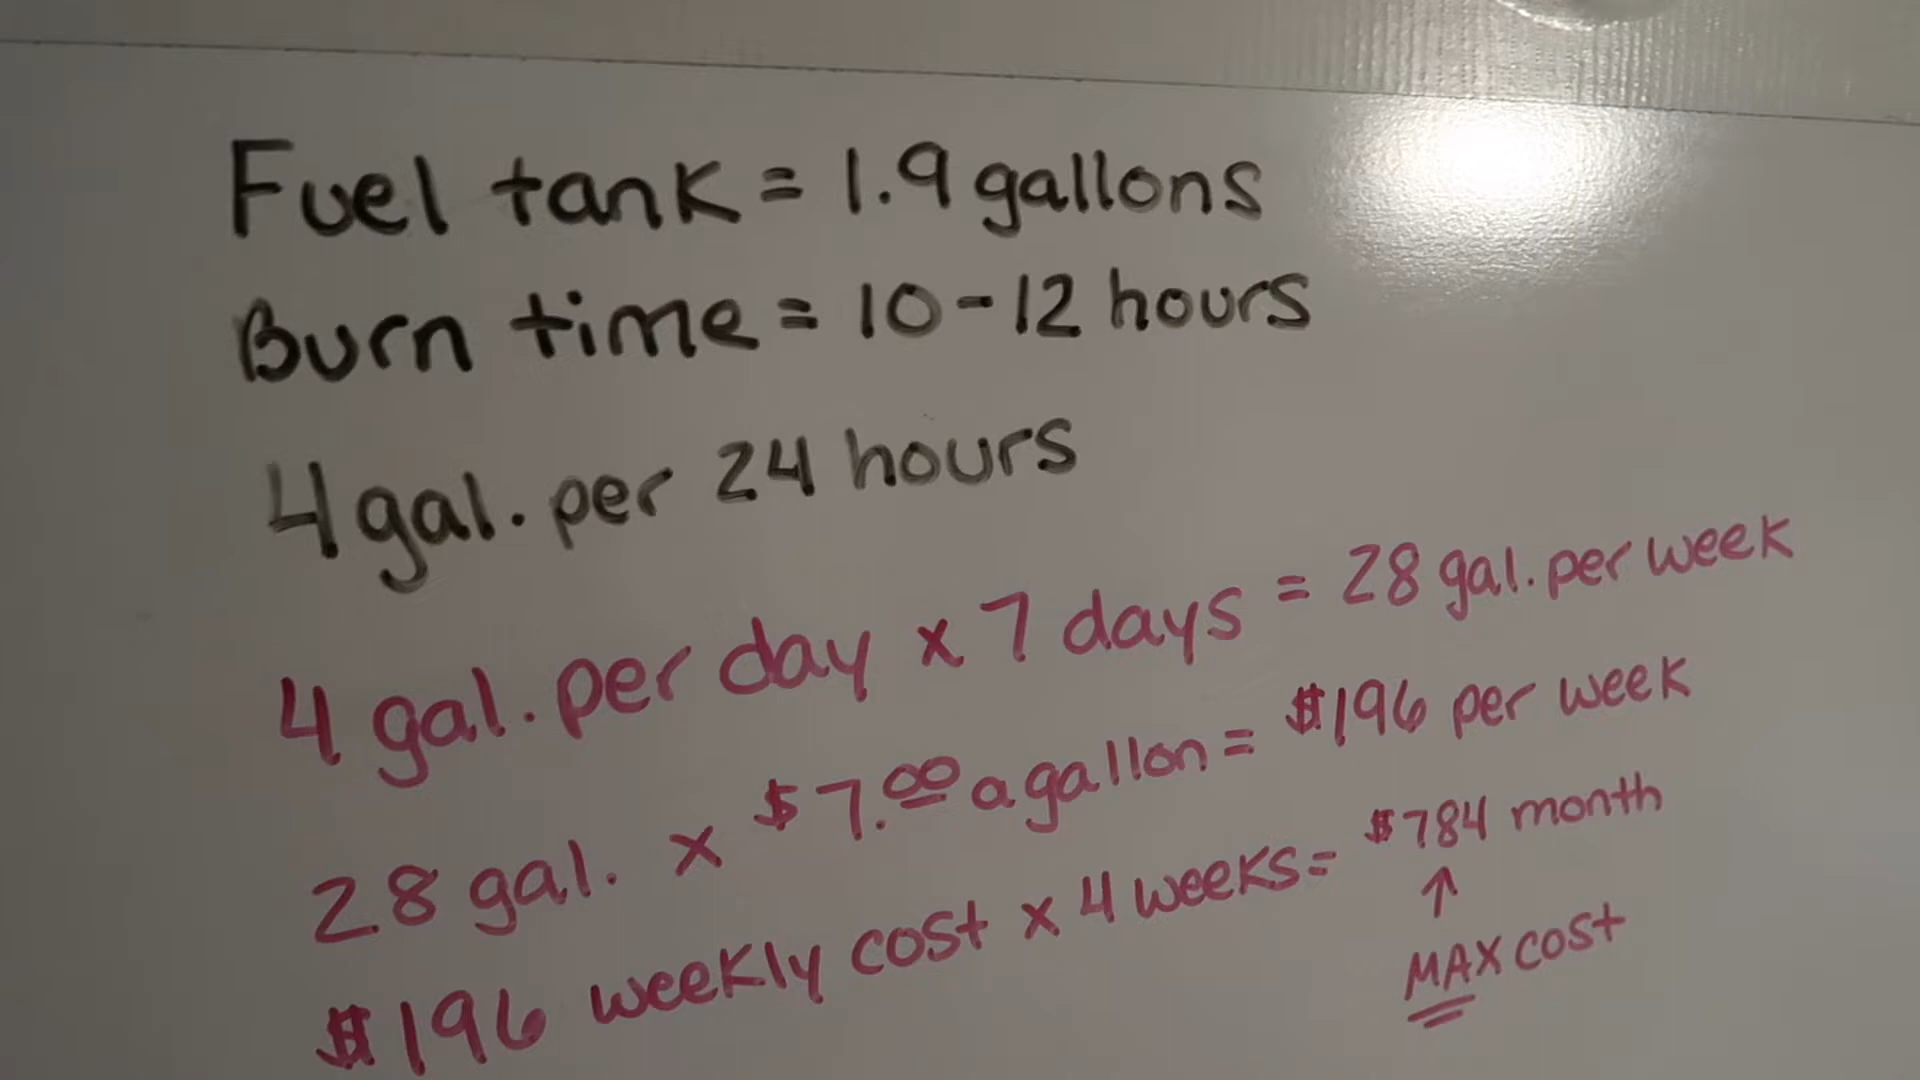 Fuel tank = 1.9 gallons
Burn time = 10-12 hours
4 gal. per 24 hours
4 gal. per day x 7 days = 28 gal. per week
28 gal. x $7.00 a gallon = $196 per week
$196 weekly cost x 4 weeks = $784 month
↑
MAX cost